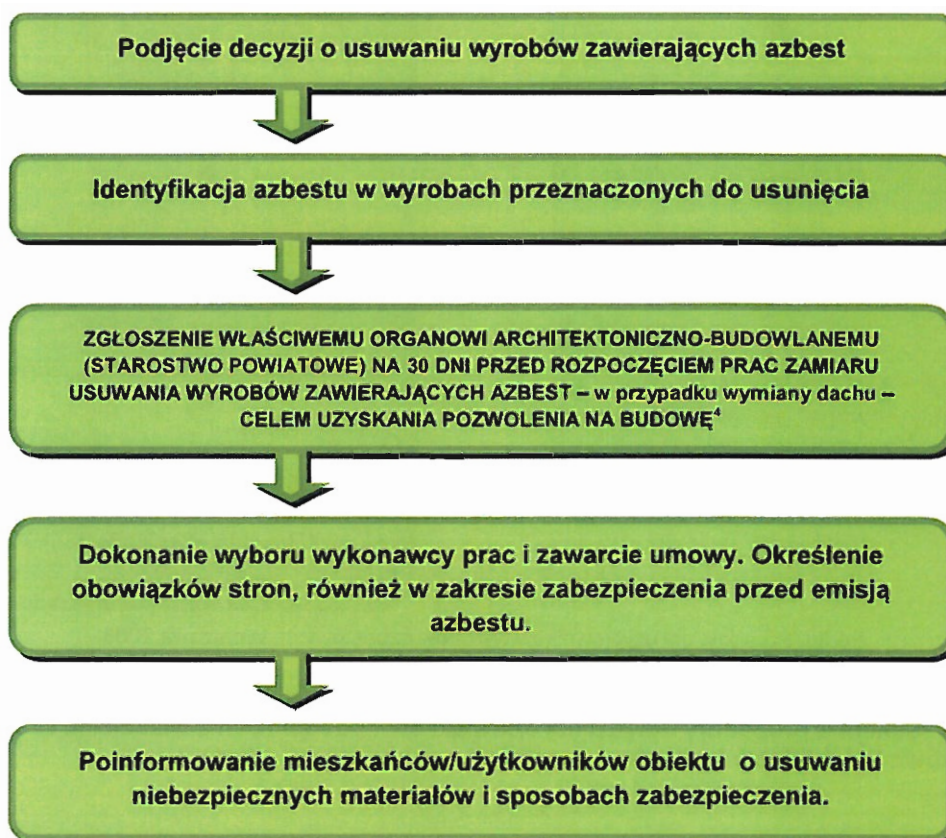 Podjęcie decyzji o usuwaniu wyrobów zawierających azbest
Identyfikacja azbestu w wyrobach przeznaczonych do usunięcia
ZGŁOSZENIE WŁAŚCIWEMU ORGANOWI ARCHITEKTONICZNO-BUDOWLANEMU
(STAROSTWO POWIATOWE) NA 30 DNI PRZED ROZPOCZĘCIEM PRAC ZAMIARU
USUWANIA WYROBÓW ZAWIERAJĄCYCH AZBEST – w przypadku wymiany dachu –
CELEM UZYSKANIA POZWOLENIA NA BUDOWĘ⁴
Dokonanie wyboru wykonawcy prac i zawarcie umowy. Określenie
obowiązków stron, również w zakresie zabezpieczenia przed emisją
azbestu.
Poinformowanie mieszkańców/użytkowników obiektu o usuwaniu
niebezpiecznych materiałów i sposobach zabezpieczenia.